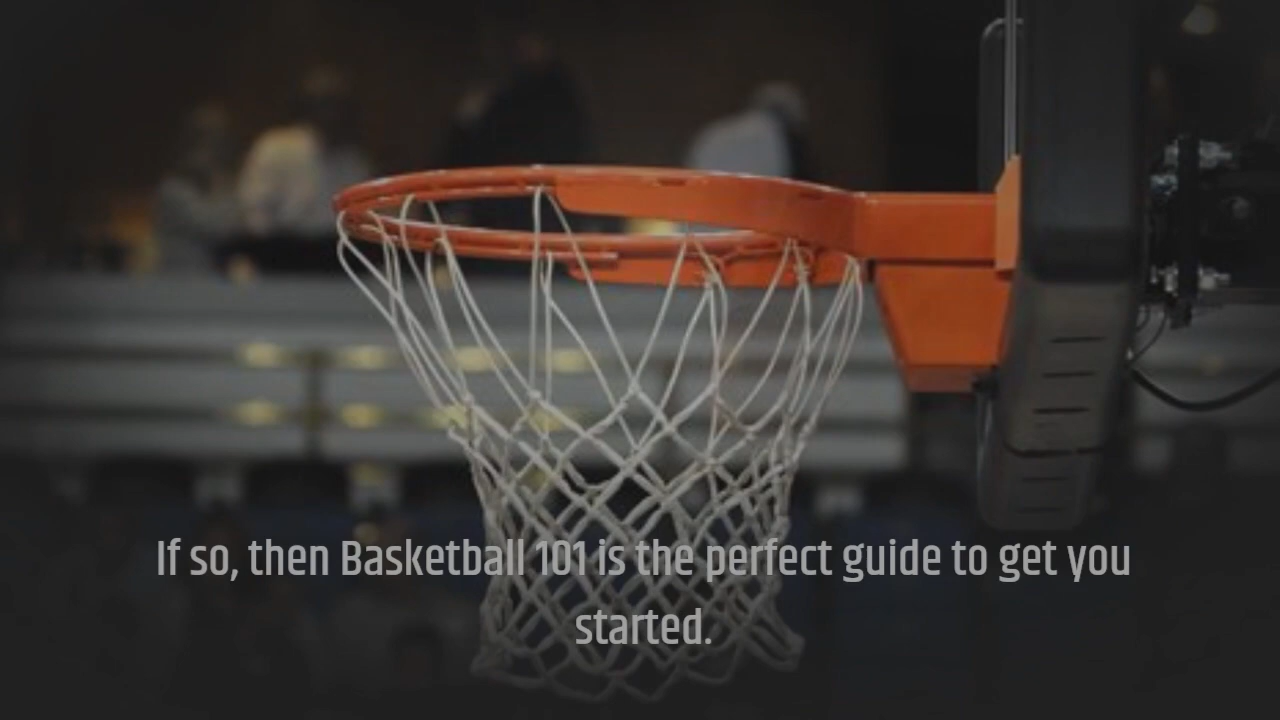 If so, then Basketball 101 is the perfect guide to get you
started.